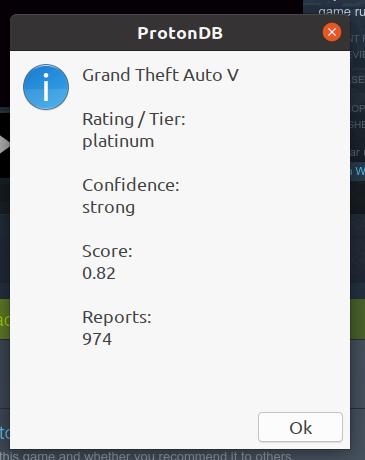 ProtonDB
game ru
Grand Theft Auto V
Rating / Tier:
platinum
Confidence:
strong
Score:
0.82
Reports:
974
Ok
this game and whether you recommend it to others.